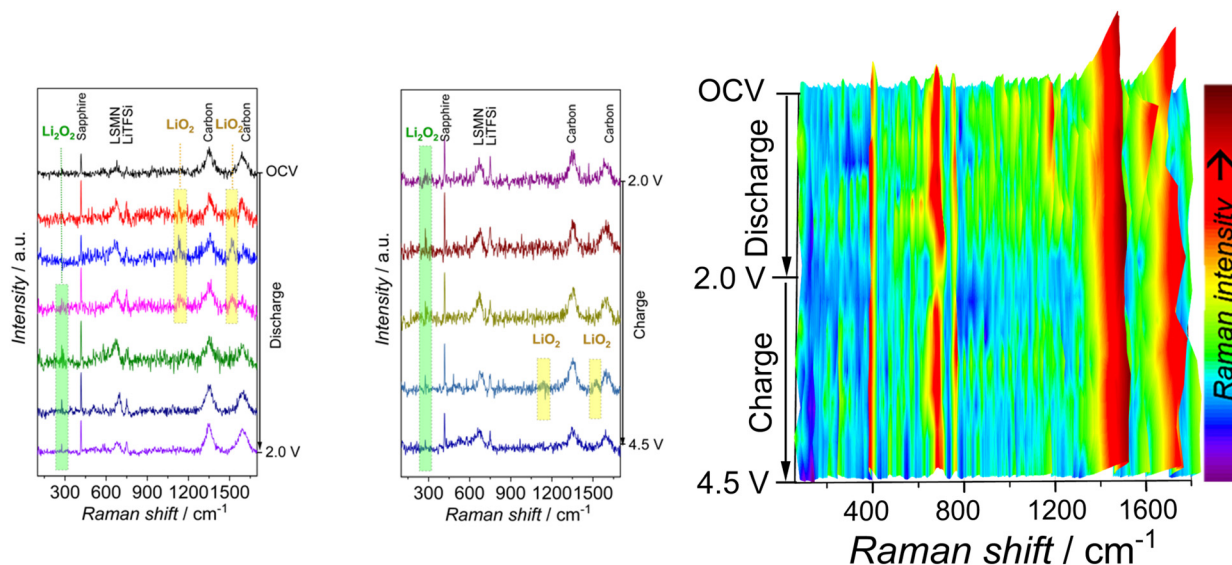 Li₂O₂
Sapphire
LSMN
LiTFSi
LiO₂
Carbon
LiO₂
Carbon
OCV
Discharge
2.0 V
Intensity / a.u.
300 600 900 1200 1500
Raman shift / cm⁻¹
Li₂O₂
Sapphire
LSMN
LiTFSi
Carbon
Carbon
2.0 V
Charge
LiO₂
LiO₂
4.5 V
Intensity / a.u.
300 600 900 1200 1500
Raman shift / cm⁻¹
OCV
Discharge
2.0 V
Charge
4.5 V
400 800 1200 1600
Raman shift / cm⁻¹
Raman intensity →